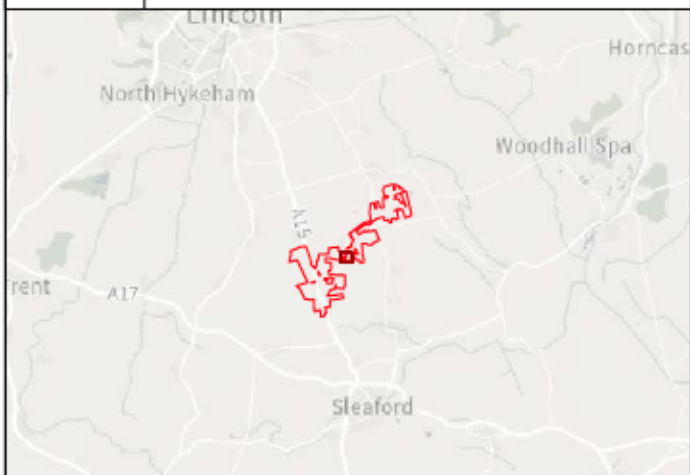 Lincoln
Horncas
North Hykeham
Woodhall Spa
A15
rent
A17
Sleaford